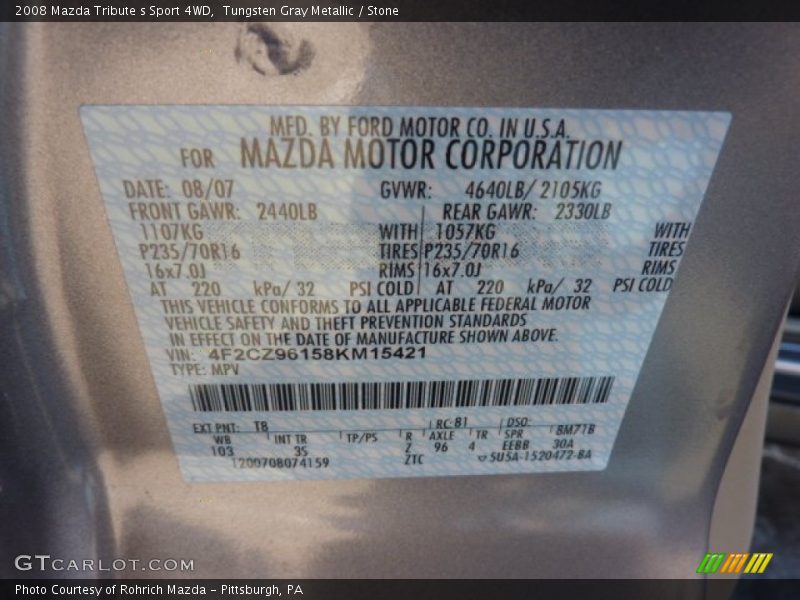 2008 Mazda Tribute s Sport 4WD, Tungsten Gray Metallic / Stone
MFD. BY FORD MOTOR CO. IN U.S.A.
FOR MAZDA MOTOR CORPORATION
DATE: 08/07 GVWR: 4640LB/ 2105KG
FRONT GAWR: 2440LB REAR GAWR: 2330LB
1107KG WITH 1057KG WITH
P235/70R16 TIRES P235/70R16 TIRES
16x7.0J RIMS 16x7.0J RIMS
AT 220 kPa/ 32 PSI COLD AT 220 kPa/ 32 PSI COLD
THIS VEHICLE CONFORMS TO ALL APPLICABLE FEDERAL MOTOR
VEHICLE SAFETY AND THEFT PREVENTION STANDARDS
IN EFFECT ON THE DATE OF MANUFACTURE SHOWN ABOVE.
VIN: 4F2CZ96158KM15421
TYPE: MPV
EXT PNT: T8 RC: 81 DSO:
WB INT TR TP/PS R AXLE TR SPR 8M71B
103 3S Z 96 4 EEBB 30A
T200708074159 ZTC 5U5A-1520472-BA
GTCARLOT.COM
Photo Courtesy of Rohrich Mazda - Pittsburgh, PA